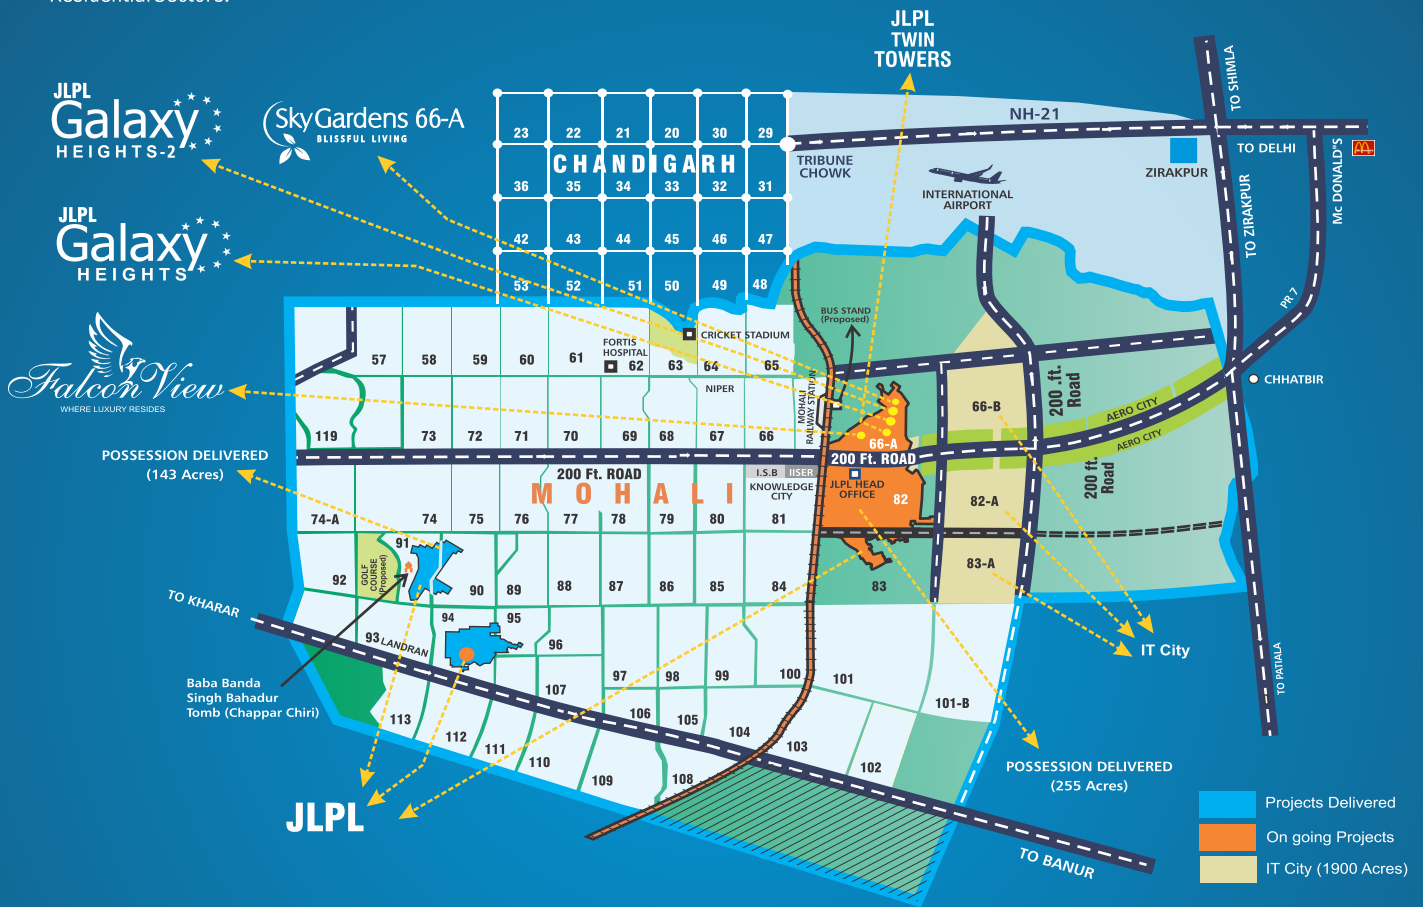 JLPL
TWIN
TOWERS
JLPL
Galaxy
HEIGHTS-2
SkyGardens 66-A
BLISSFUL LIVING
JLPL
Galaxy
HEIGHTS
Falcon View
WHERE LUXURY RESIDES
POSSESSION DELIVERED
(143 Acres)
TO SHIMLA
NH-21
TO DELHI
Mc DONALD"S
TRIBUNE
CHOWK
ZIRAKPUR
TO ZIRAKPUR
INTERNATIONAL
AIRPORT
PR 7
CHHATBIR
23 22 21 20 30 29
CHANDIGARH
36 35 34 33 32 31
42 43 44 45 46 47
53 52 51 50 49 48
BUS STAND
(Proposed)
CRICKET STADIUM
FORTIS
HOSPITAL
57 58 59 60 61 62 63 64 65
NIPER
MOHALI
RAILWAY STATION
119 73 72 71 70 69 68 67 66
66-A
66-B
200 .ft.
Road
AERO CITY
AERO CITY
200 Ft. ROAD
200 Ft. ROAD
200 ft.
Road
I.S.B IISER
KNOWLEDGE
CITY
JLPL HEAD
OFFICE
82
82-A
MOHALI
74-A 74 75 76 77 78 79 80 81
91
GOLF
COURSE
(Proposed)
92 90 89 88 87 86 85 84 83
83-A
TO KHARAR
93 LANDRAN
94 95 96
97 98 99 100 101
101-B
IT City
TO PATIALA
Baba Banda
Singh Bahadur
Tomb (Chappar Chiri)
107 106 105 104 103 102
113 112 111 110 109 108
JLPL
POSSESSION DELIVERED
(255 Acres)
TO BANUR
Projects Delivered
On going Projects
IT City (1900 Acres)